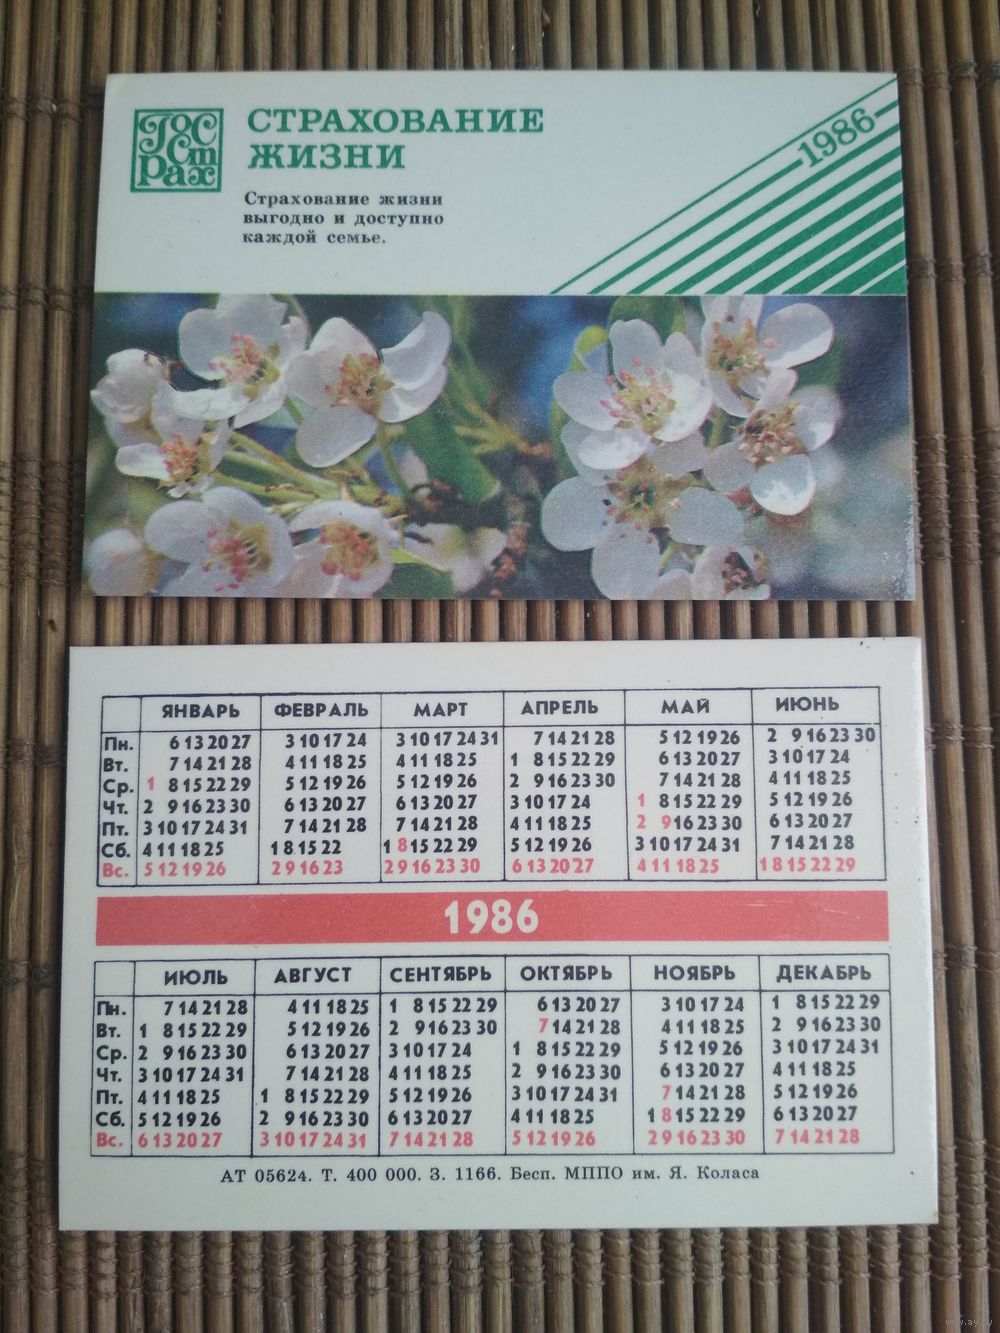 Гос
Ст
Рах
СТРАХОВАНИЕ
ЖИЗНИ
Страхование жизни
выгодно и доступно
каждой семье.
1986
ЯНВАРЬ ФЕВРАЛЬ МАРТ АПРЕЛЬ МАЙ ИЮНЬ
Пн. 6 13 20 27 3 10 17 24 3 10 17 24 31 7 14 21 28 5 12 19 26 2 9 16 23 30
Вт. 7 14 21 28 4 11 18 25 4 11 18 25 1 8 15 22 29 6 13 20 27 3 10 17 24
Ср. 1 8 15 22 29 5 12 19 26 5 12 19 26 2 9 16 23 30 7 14 21 28 4 11 18 25
Чт. 2 9 16 23 30 6 13 20 27 6 13 20 27 3 10 17 24 1 8 15 22 29 5 12 19 26
Пт. 3 10 17 24 31 7 14 21 28 7 14 21 28 4 11 18 25 2 9 16 23 30 6 13 20 27
Сб. 4 11 18 25 1 8 15 22 1 8 15 22 29 5 12 19 26 3 10 17 24 31 7 14 21 28
Вс. 5 12 19 26 2 9 16 23 2 9 16 23 30 6 13 20 27 4 11 18 25 1 8 15 22 29
1986
ИЮЛЬ АВГУСТ СЕНТЯБРЬ ОКТЯБРЬ НОЯБРЬ ДЕКАБРЬ
Пн. 7 14 21 28 4 11 18 25 1 8 15 22 29 6 13 20 27 3 10 17 24 1 8 15 22 29
Вт. 1 8 15 22 29 5 12 19 26 2 9 16 23 30 7 14 21 28 4 11 18 25 2 9 16 23 30
Ср. 2 9 16 23 30 6 13 20 27 3 10 17 24 1 8 15 22 29 5 12 19 26 3 10 17 24 31
Чт. 3 10 17 24 31 7 14 21 28 4 11 18 25 2 9 16 23 30 6 13 20 27 4 11 18 25
Пт. 4 11 18 25 1 8 15 22 29 5 12 19 26 3 10 17 24 31 7 14 21 28 5 12 19 26
Сб. 5 12 19 26 2 9 16 23 30 6 13 20 27 4 11 18 25 1 8 15 22 29 6 13 20 27
Вс. 6 13 20 27 3 10 17 24 31 7 14 21 28 5 12 19 26 2 9 16 23 30 7 14 21 28
АТ 05624. Т. 400 000. З. 1166. Бесп. МППО им. Я. Коласа
www.ay.by